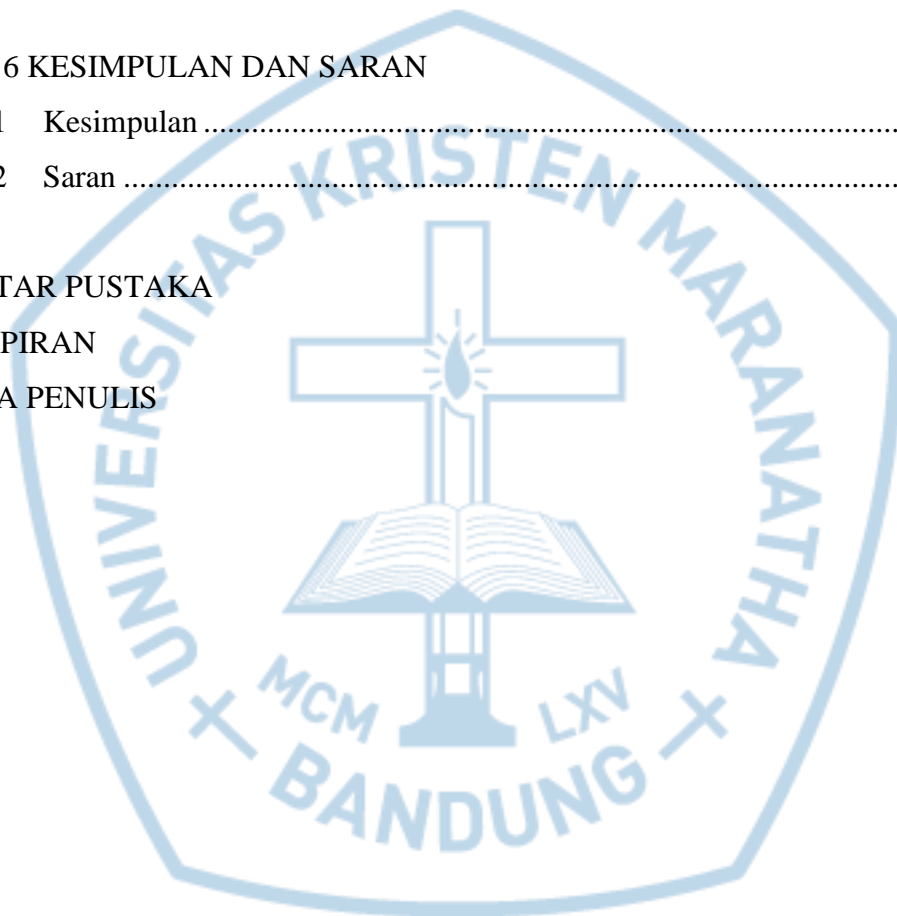 6 KESIMPULAN DAN SARAN
1 Kesimpulan ................................................................................................
2 Saran ............................................................................................................
TAR PUSTAKA
PIRAN
A PENULIS
UNIVERSITAS KRISTEN MARANATHA
MCM LXV
BANDUNG